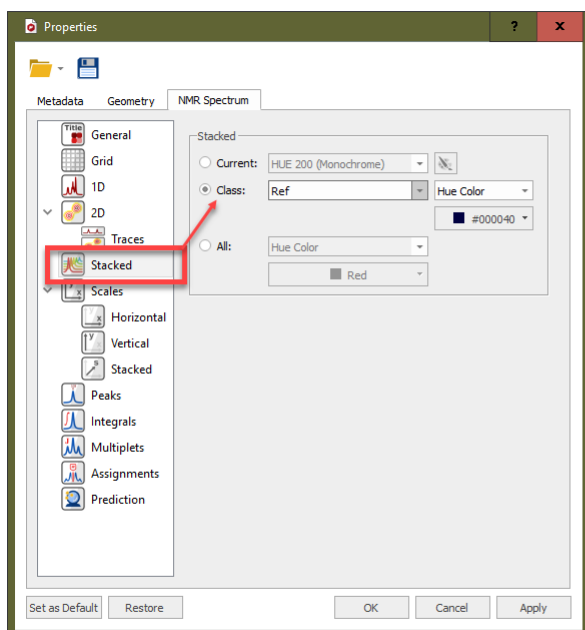 Properties
?
x
Metadata Geometry NMR Spectrum
Title
General
Grid
1D
2D
Traces
Stacked
Scales
Horizontal
Vertical
Stacked
Peaks
Integrals
Multiplets
Assignments
Prediction
Stacked
Current: HUE 200 (Monochrome)
Class: Ref Hue Color
#000040
All: Hue Color
Red
Set as Default Restore OK Cancel Apply